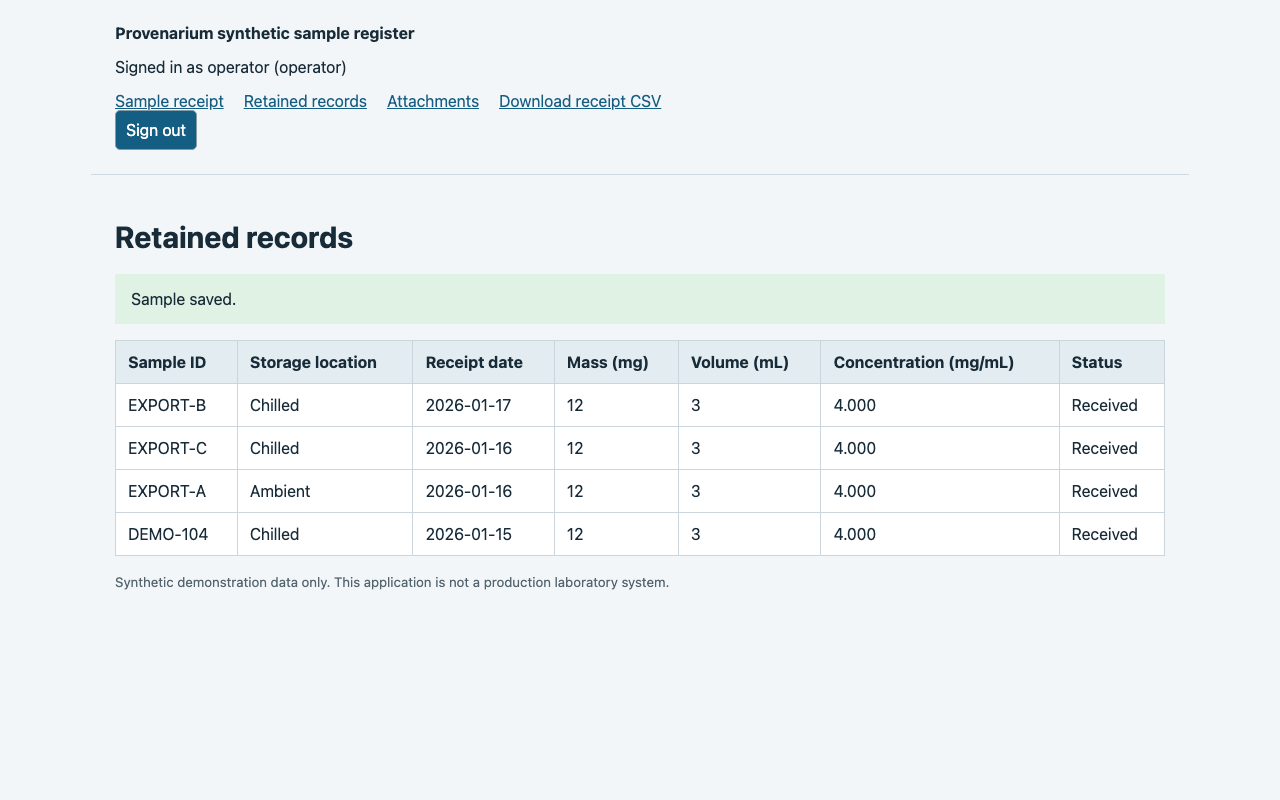 Provenarium synthetic sample register
Signed in as operator (operator)
Sample receipt Retained records Attachments Download receipt CSV
Sign out
Retained records
Sample saved.
Sample ID Storage location Receipt date Mass (mg) Volume (mL) Concentration (mg/mL) Status
EXPORT-B Chilled 2026-01-17 12 3 4.000 Received
EXPORT-C Chilled 2026-01-16 12 3 4.000 Received
EXPORT-A Ambient 2026-01-16 12 3 4.000 Received
DEMO-104 Chilled 2026-01-15 12 3 4.000 Received
Synthetic demonstration data only. This application is not a production laboratory system.